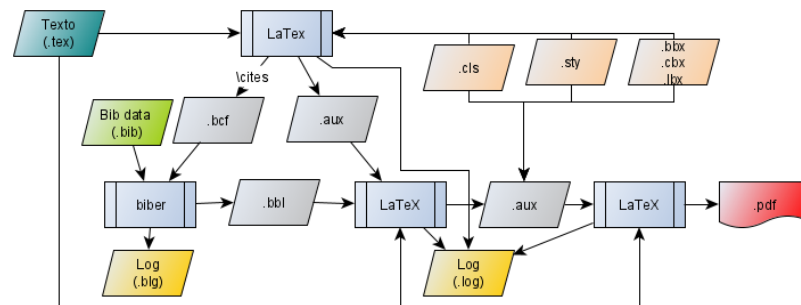 Texto
(.tex)
LaTex
\cites
.cls
.sty
.bbx
.cbx
.lbx
Bib data
(.bib)
.bcf
.aux
biber
.bbl
LaTeX
.aux
LaTeX
.pdf
Log
(.blg)
Log
(.log)